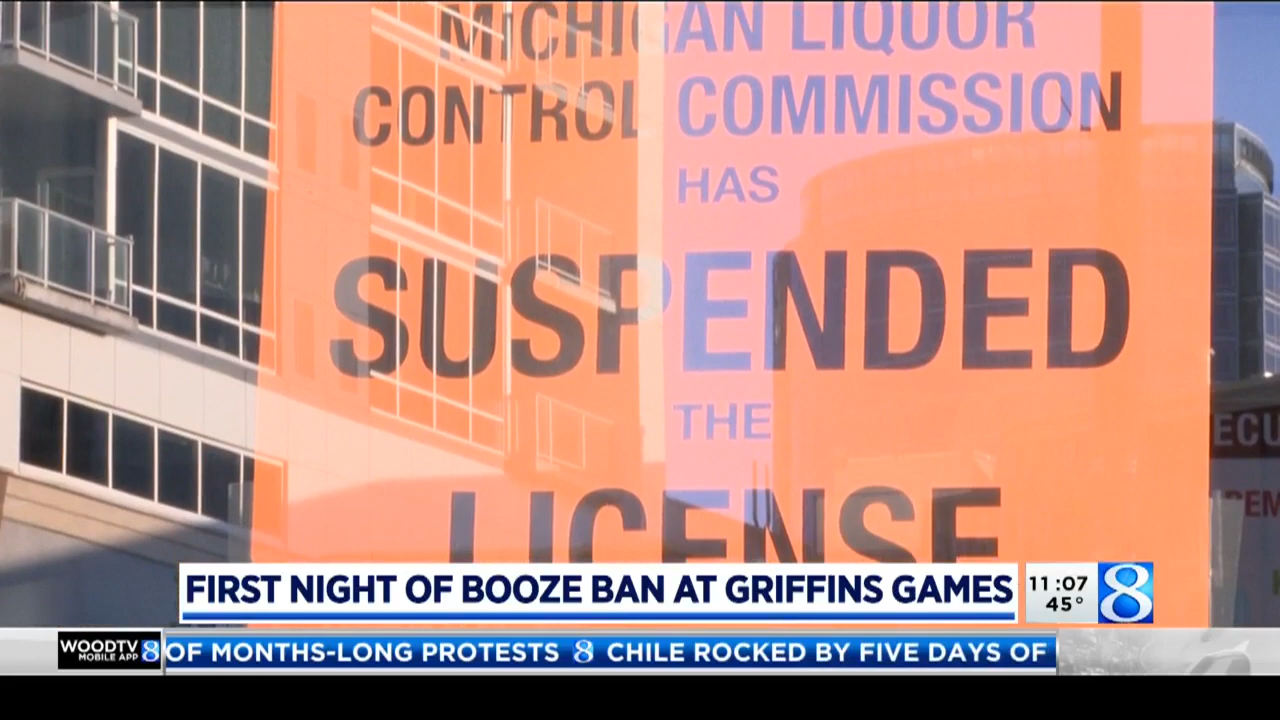 MICHIGAN LIQUOR
CONTROL COMMISSION
HAS
SUSPENDED
THE
LICENSE
ECU
FIRST NIGHT OF BOOZE BAN AT GRIFFINS GAMES
11:07
45°
8
WOODTV
MOBILE APP 8
OF MONTHS-LONG PROTESTS 8 CHILE ROCKED BY FIVE DAYS OF